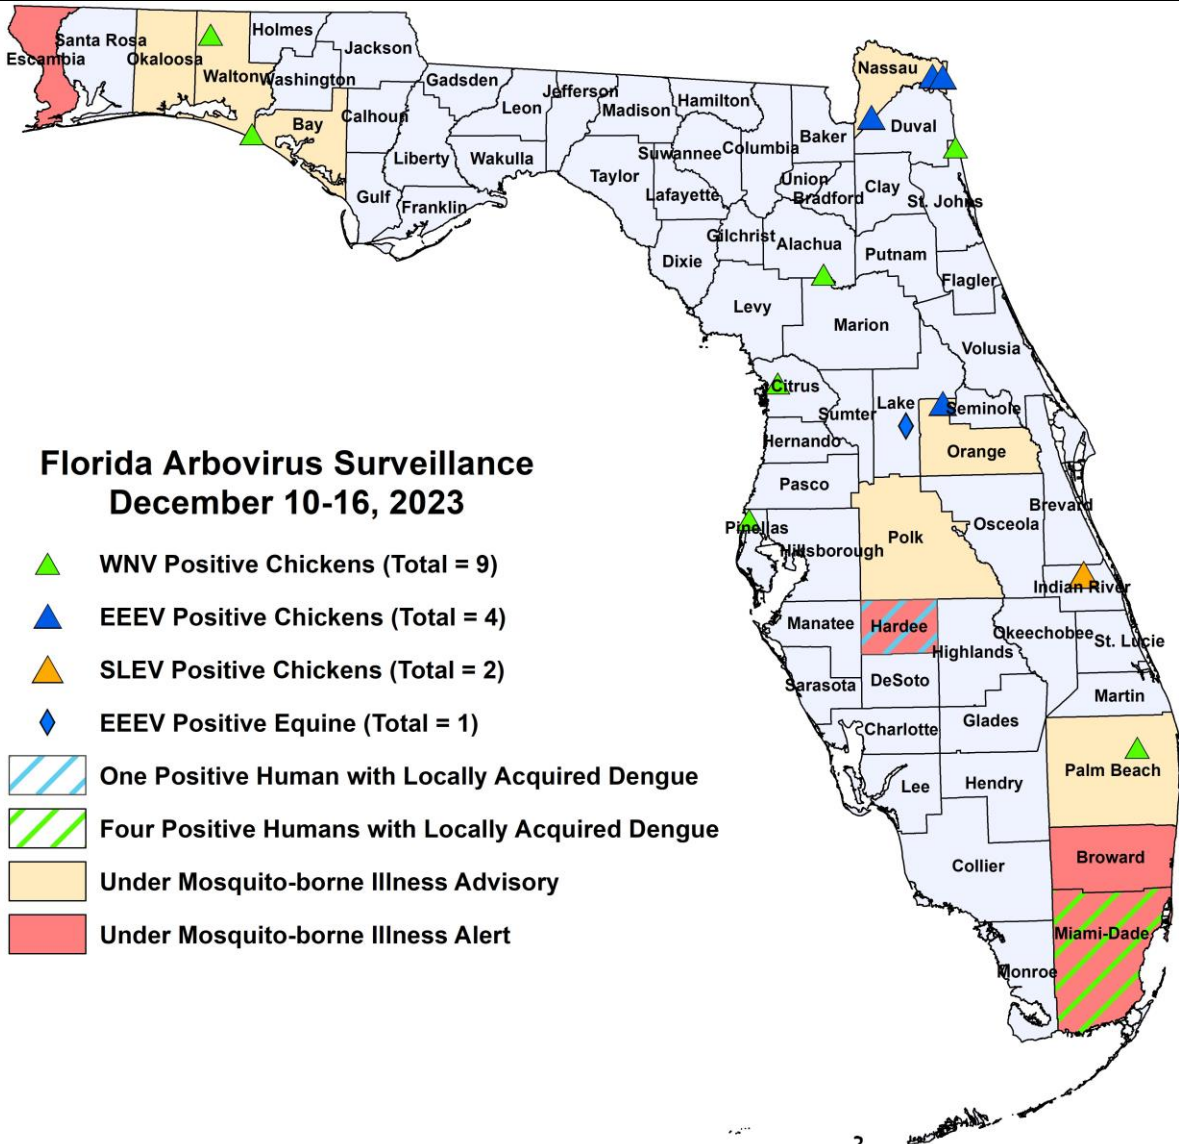 Santa Rosa
Holmes
Jackson
Escambia
Okaloosa
Walton
Washington
Gadsden
Jefferson
Leon
Madison
Hamilton
Nassau
Bay
Calhoun
Baker
Duval
Liberty
Wakulla
Suwannee
Columbia
Taylor
Union
Lafayette
Bradford
Clay
Gulf
Franklin
St. Johns
Gilchrist
Alachua
Dixie
Putnam
Flagler
Levy
Marion
Volusia
Citrus
Sumter
Lake
Seminole
Hernando
Orange
Pasco
Brevard
Pinellas
Osceola
Hillsborough
Polk
Indian River
Manatee
Hardee
Okeechobee
St. Lucie
Highlands
Sarasota
DeSoto
Martin
Charlotte
Glades
Palm Beach
Lee
Hendry
Broward
Collier
Miami-Dade
Monroe
Florida Arbovirus Surveillance
December 10-16, 2023
WNV Positive Chickens (Total = 9)
EEEV Positive Chickens (Total = 4)
SLEV Positive Chickens (Total = 2)
EEEV Positive Equine (Total = 1)
One Positive Human with Locally Acquired Dengue
Four Positive Humans with Locally Acquired Dengue
Under Mosquito-borne Illness Advisory
Under Mosquito-borne Illness Alert